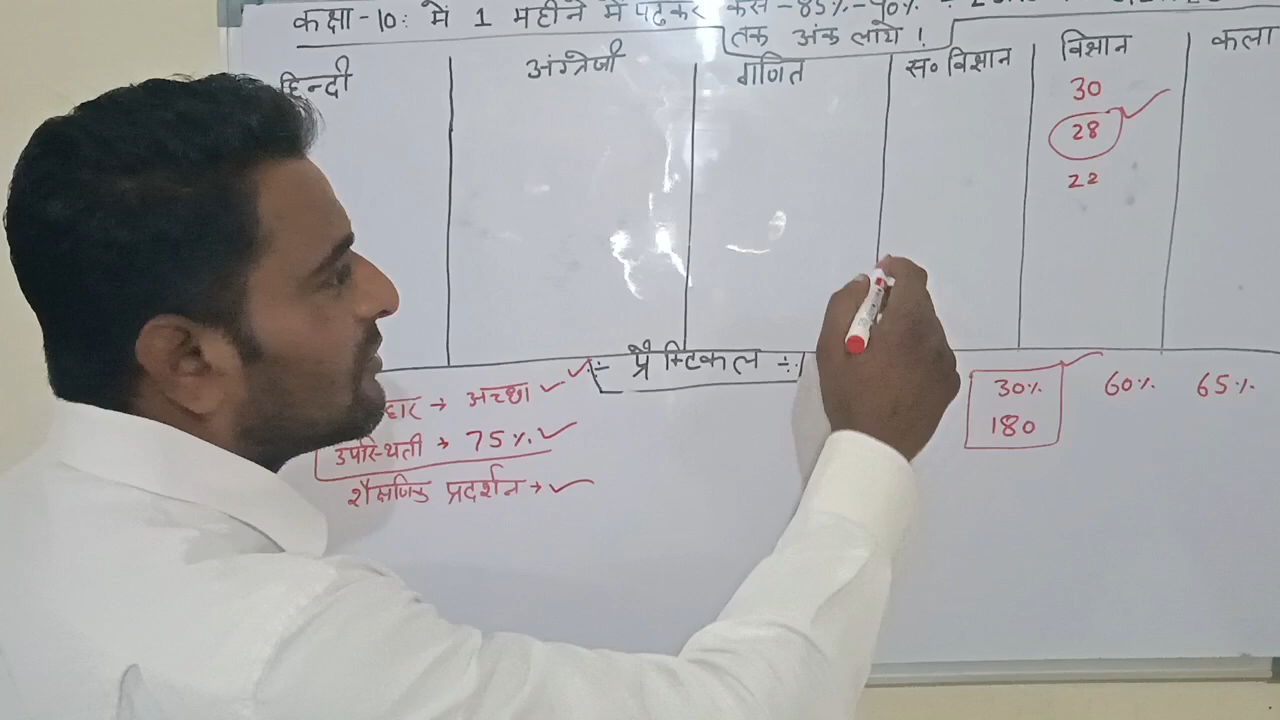 कक्षा-10: में 1 महीने में पढ़कर कैसे -85%-90%
तक अंक लायें !
हिन्दी अंग्रेजी गणित स० विज्ञान विज्ञान कला
30
28
22
÷ प्रैक्टिकल ÷
हार → अच्छा
उपस्थिती → 75%
शैक्षणिक प्रदर्शन →
30% 60% 65%
180